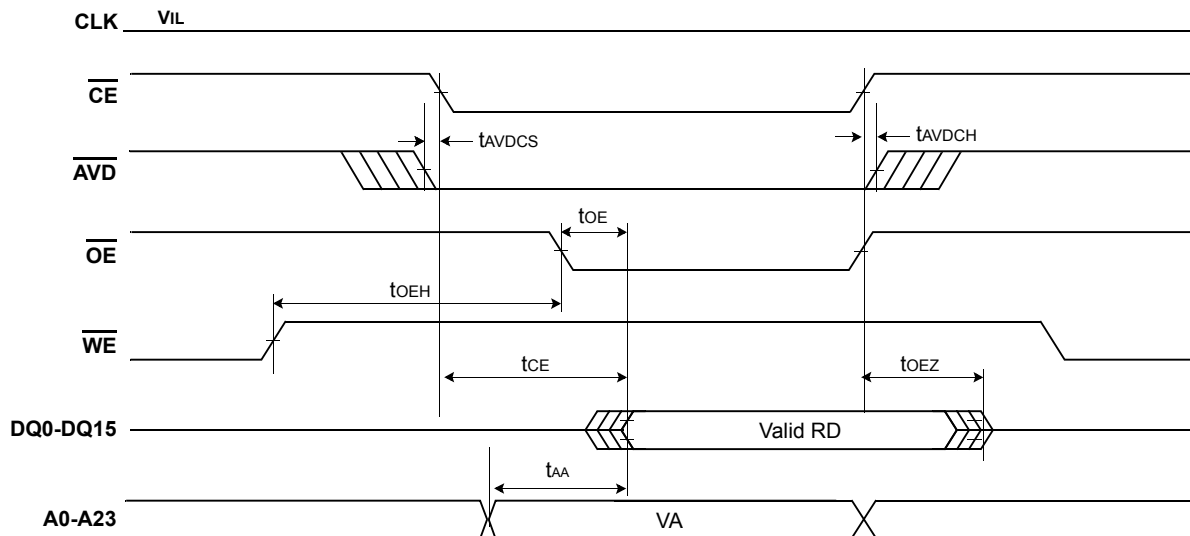 CLK VIL
CE
tAVDCS tAVDCH
AVD
tOE
OE
tOEH
WE
tCE tOEZ
DQ0-DQ15 Valid RD
tAA
A0-A23 VA